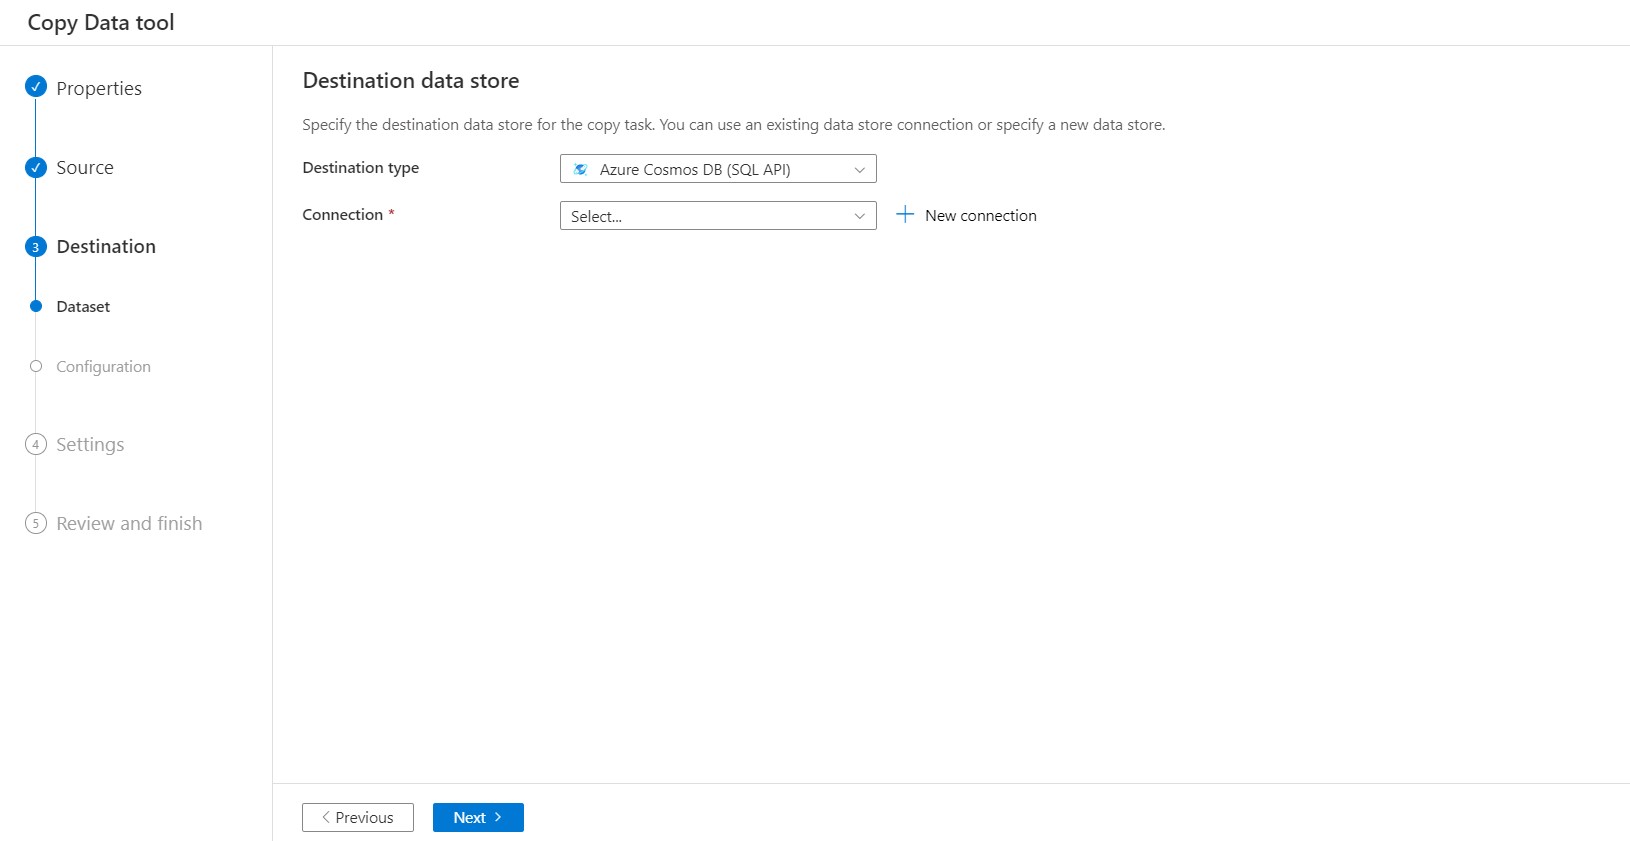 Copy Data tool
Properties
Source
3 Destination
Dataset
Configuration
4 Settings
5 Review and finish
Destination data store
Specify the destination data store for the copy task. You can use an existing data store connection or specify a new data store.
Destination type
Azure Cosmos DB (SQL API)
Connection *
Select...
New connection
Previous
Next